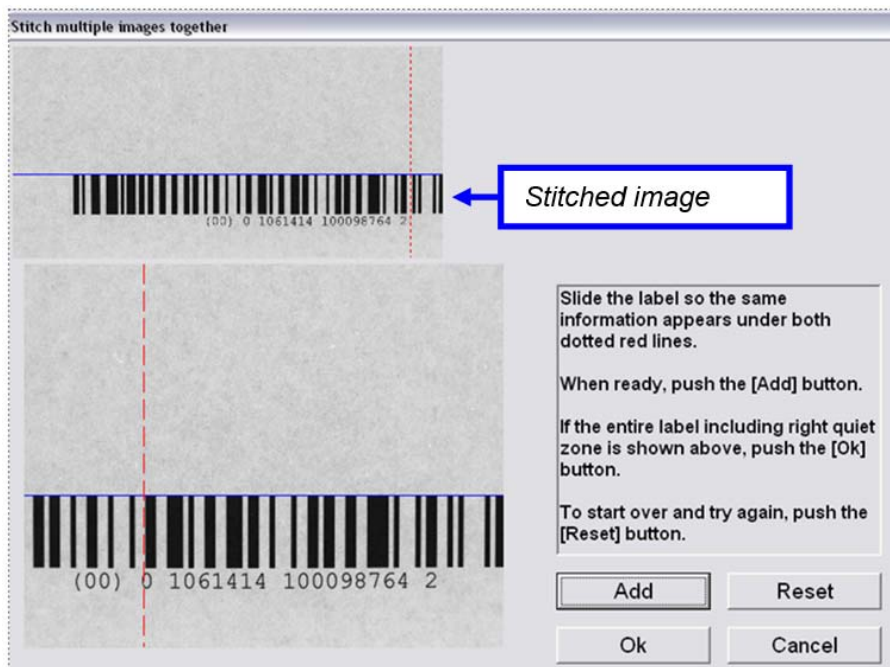 Stitch multiple images together
(00) 0 1061414 100098764 2
Stitched image
(00) 0 1061414 100098764 2
Slide the label so the same
information appears under both
dotted red lines.
When ready, push the [Add] button.
If the entire label including right quiet
zone is shown above, push the [Ok]
button.
To start over and try again, push the
[Reset] button.
Add
Reset
Ok
Cancel